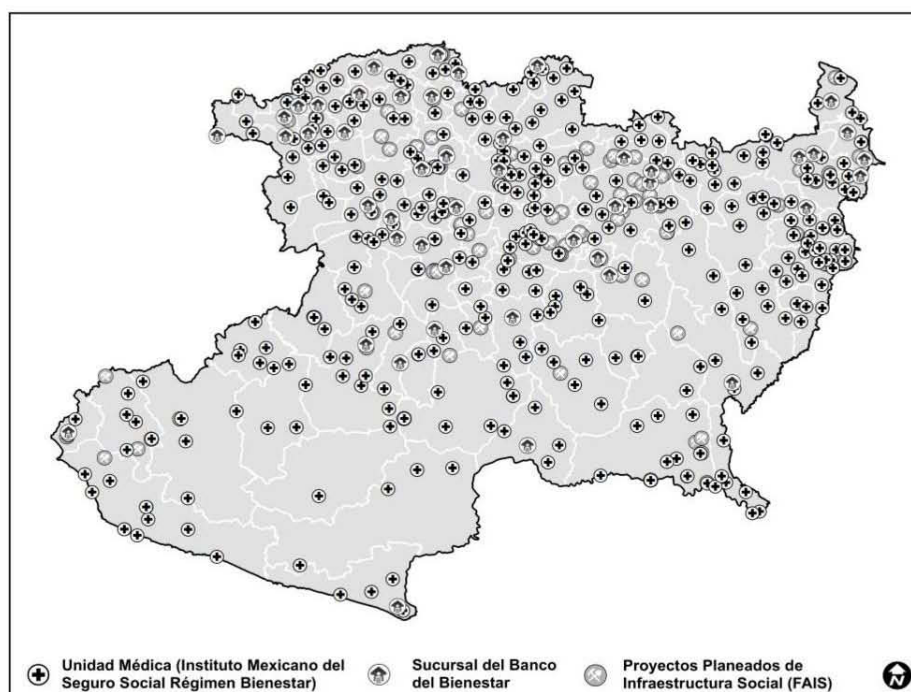 Unidad Médica (Instituto Mexicano del
Seguro Social Régimen Bienestar)
Sucursal del Banco
del Bienestar
Proyectos Planeados de
Infraestructura Social (FAIS)
N